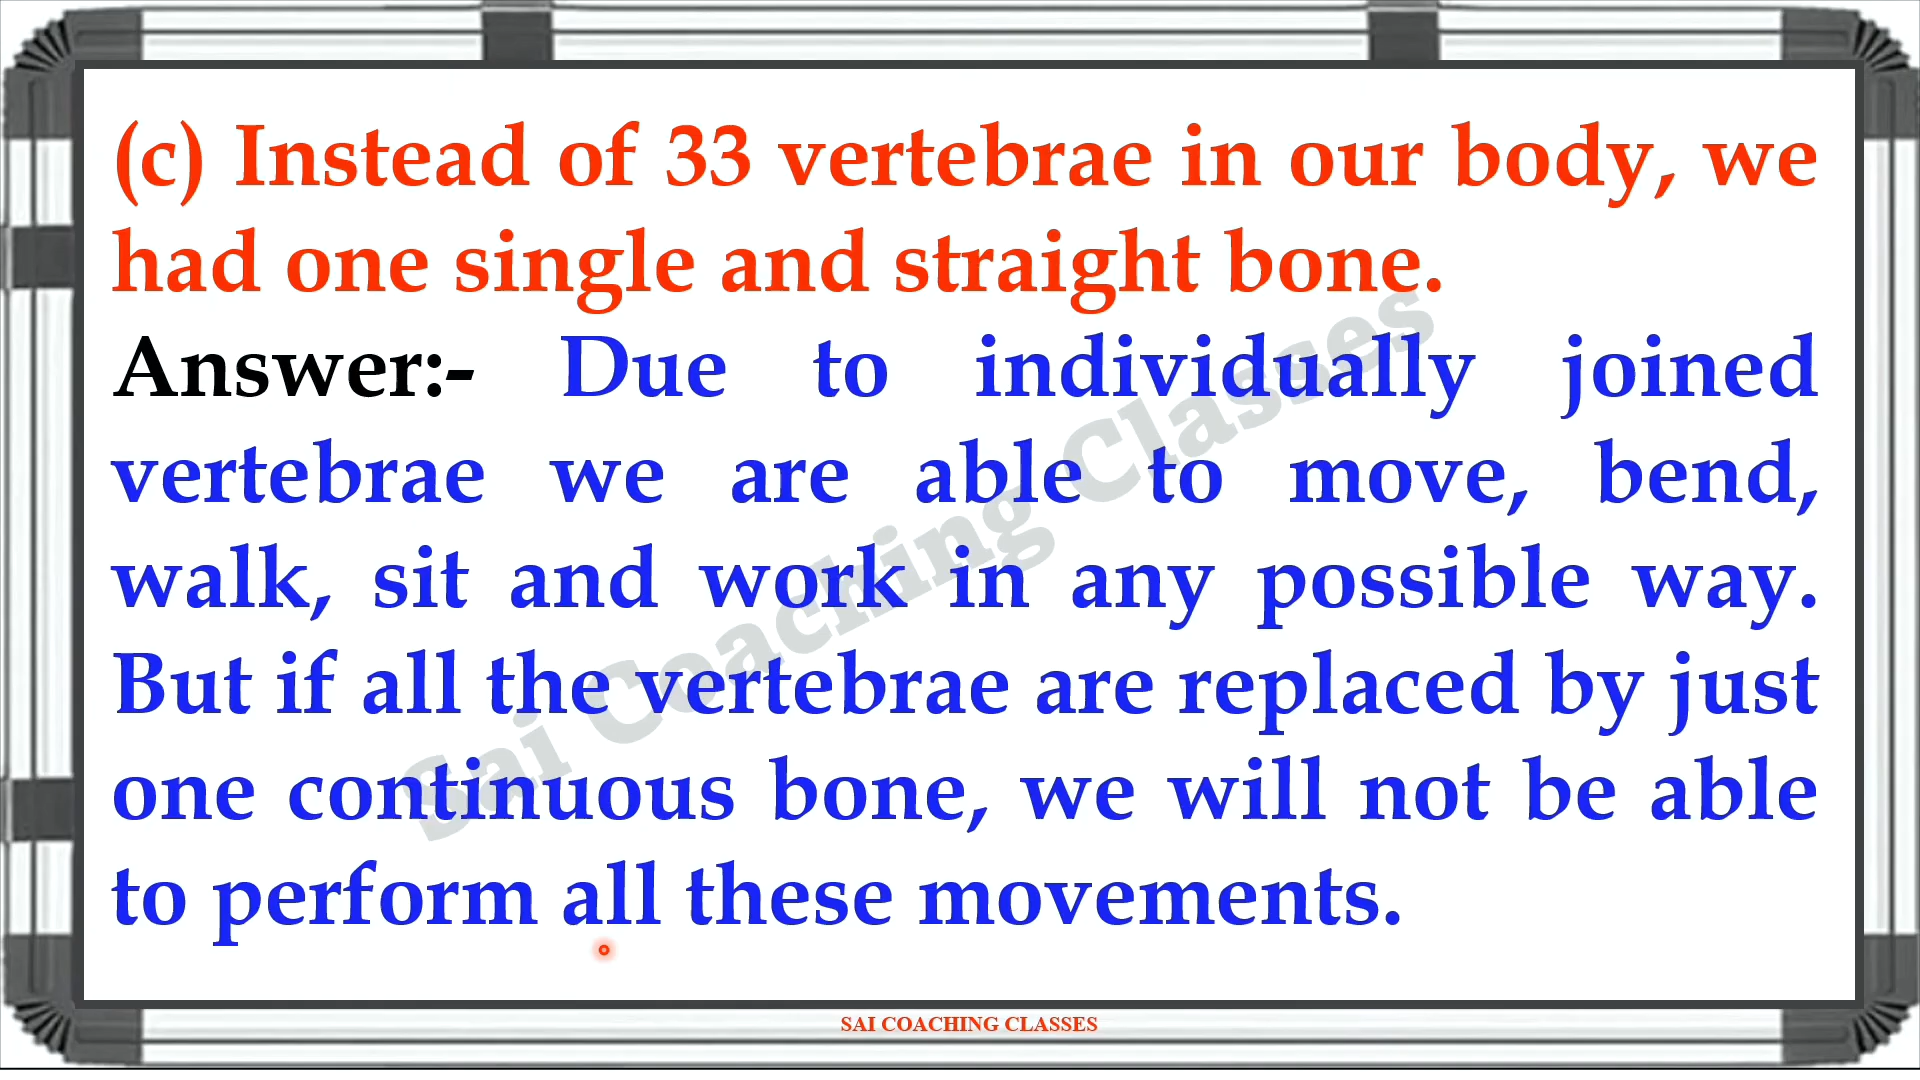 (c) Instead of 33 vertebrae in our body, we
had one single and straight bone.
Answer:- Due to individually joined
vertebrae we are able to move, bend,
walk, sit and work in any possible way.
But if all the vertebrae are replaced by just
one continuous bone, we will not be able
to perform all these movements.
Sai Coaching Classes
SAI COACHING CLASSES